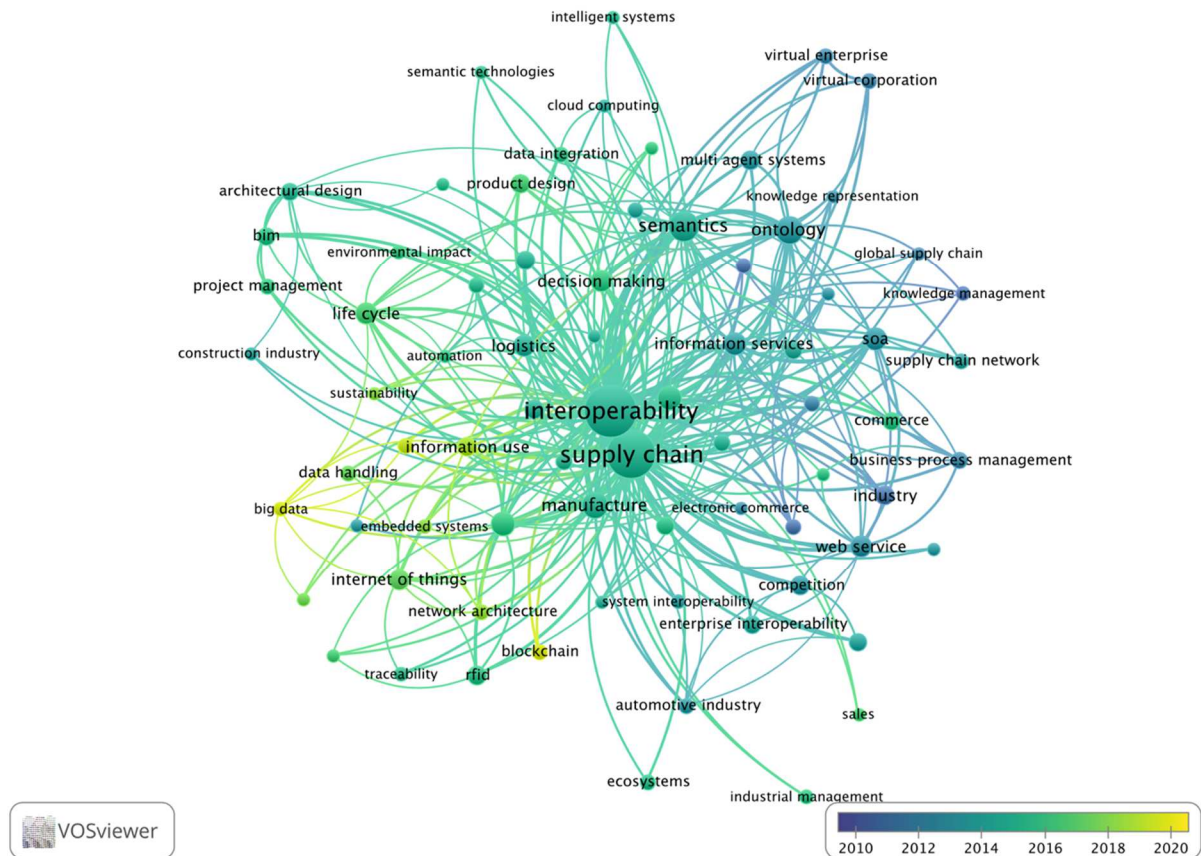 intelligent systems
virtual enterprise
semantic technologies
virtual corporation
cloud computing
data integration
multi agent systems
product design
architectural design
knowledge representation
semantics
ontology
bim
environmental impact
global supply chain
decision making
project management
knowledge management
life cycle
soa
logistics
information services
construction industry
automation
supply chain network
sustainability
interoperability
commerce
information use
supply chain
business process management
data handling
industry
manufacture
big data
electronic commerce
embedded systems
web service
internet of things
competition
system interoperability
network architecture
enterprise interoperability
blockchain
traceability
rfid
automotive industry
sales
ecosystems
industrial management
VOSviewer
2010 2012 2014 2016 2018 2020